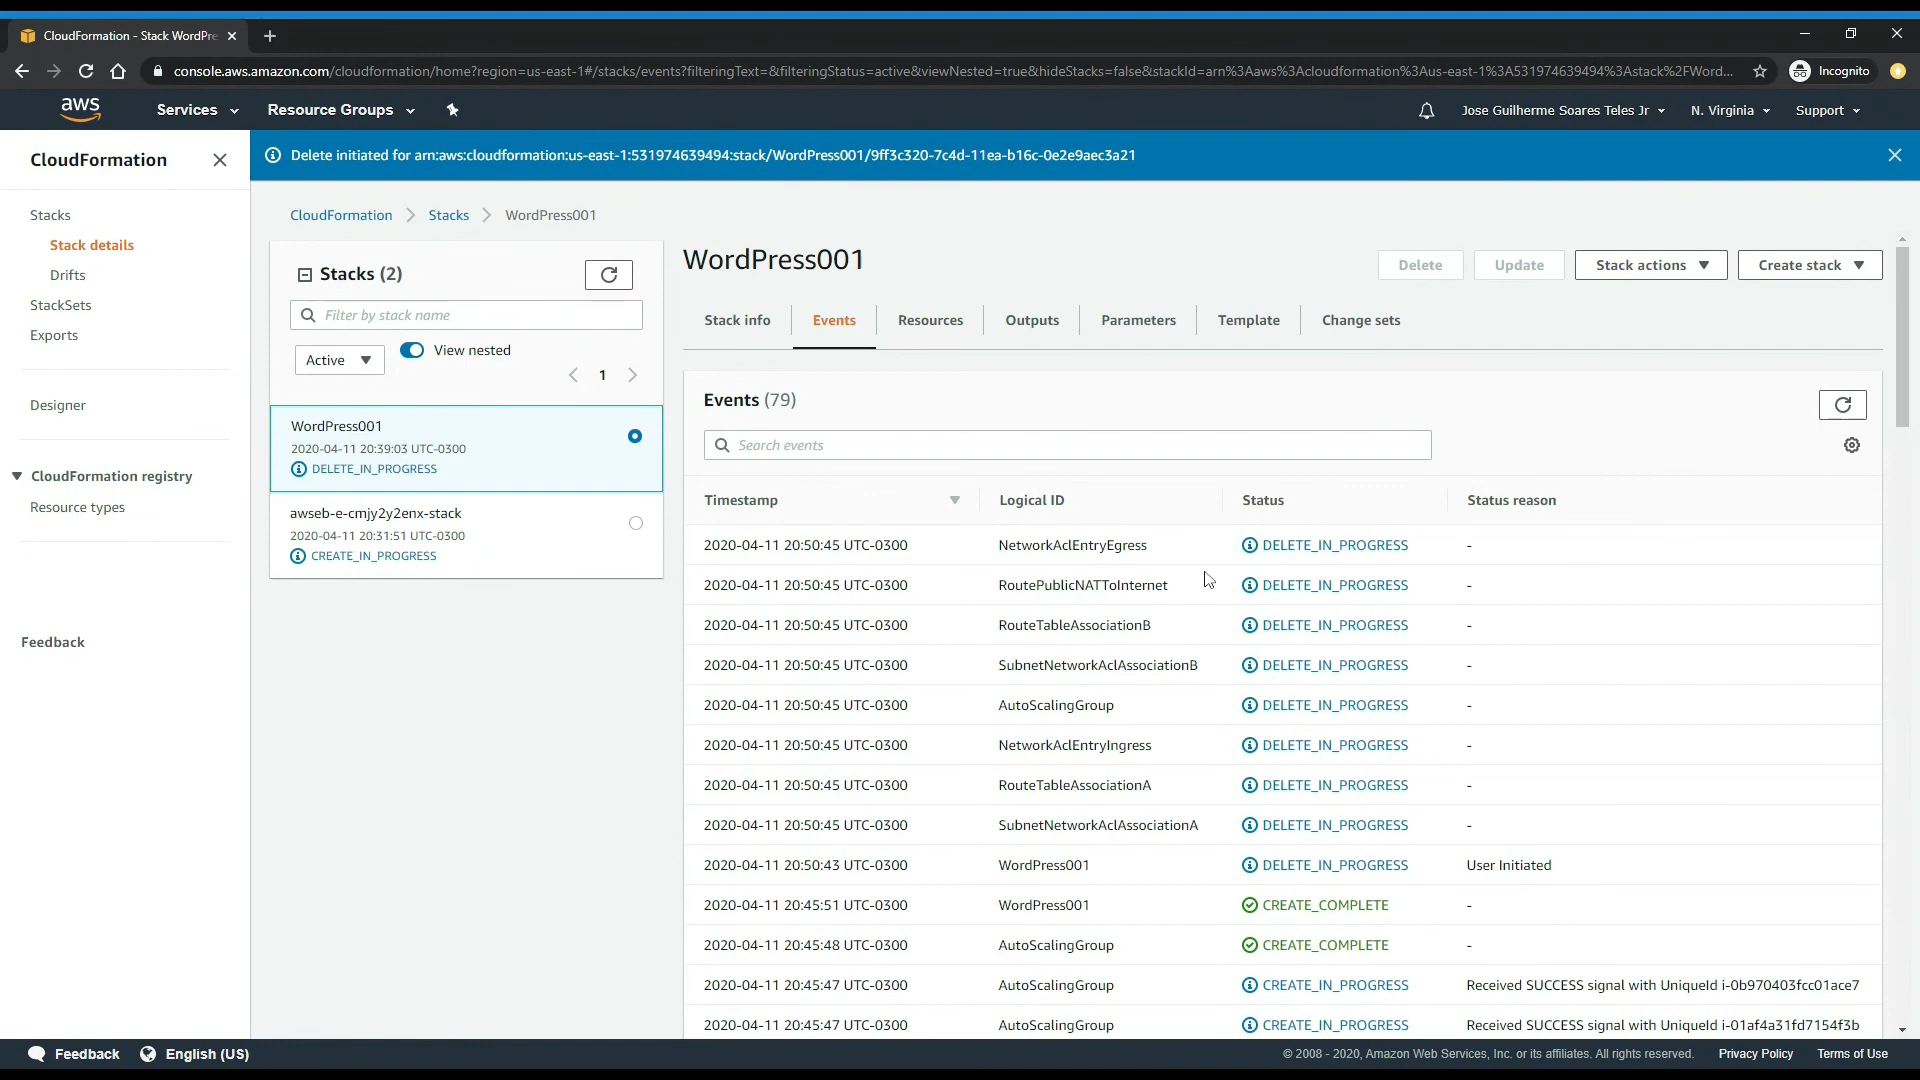 CloudFormation - Stack WordPre
console.aws.amazon.com/cloudformation/home?region=us-east-1#/stacks/events?filteringText=&filteringStatus=active&viewNested=true&hideStacks=false&stackId=arn%3Aaws%3Acloudformation%3Aus-east-1%3A531974639494%3Astack%2FWord...
Incognito
aws
Services
Resource Groups
Jose Guilherme Soares Teles Jr
N. Virginia
Support
CloudFormation
Delete initiated for arn:aws:cloudformation:us-east-1:531974639494:stack/WordPress001/9ff3c320-7c4d-11ea-b16c-0e2e9aec3a21
Stacks
Stack details
Drifts
StackSets
Exports
Designer
CloudFormation registry
Resource types
Feedback
CloudFormation
Stacks
WordPress001
Stacks (2)
Filter by stack name
Active
View nested
1
WordPress001
2020-04-11 20:39:03 UTC-0300
DELETE_IN_PROGRESS
awseb-e-cmjy2y2enx-stack
2020-04-11 20:31:51 UTC-0300
CREATE_IN_PROGRESS
WordPress001
Delete
Update
Stack actions
Create stack
Stack info
Events
Resources
Outputs
Parameters
Template
Change sets
Events (79)
Search events
Timestamp Logical ID Status Status reason
2020-04-11 20:50:45 UTC-0300 NetworkAclEntryEgress DELETE_IN_PROGRESS -
2020-04-11 20:50:45 UTC-0300 RoutePublicNATToInternet DELETE_IN_PROGRESS -
2020-04-11 20:50:45 UTC-0300 RouteTableAssociationB DELETE_IN_PROGRESS -
2020-04-11 20:50:45 UTC-0300 SubnetNetworkAclAssociationB DELETE_IN_PROGRESS -
2020-04-11 20:50:45 UTC-0300 AutoScalingGroup DELETE_IN_PROGRESS -
2020-04-11 20:50:45 UTC-0300 NetworkAclEntryIngress DELETE_IN_PROGRESS -
2020-04-11 20:50:45 UTC-0300 RouteTableAssociationA DELETE_IN_PROGRESS -
2020-04-11 20:50:45 UTC-0300 SubnetNetworkAclAssociationA DELETE_IN_PROGRESS -
2020-04-11 20:50:43 UTC-0300 WordPress001 DELETE_IN_PROGRESS User Initiated
2020-04-11 20:45:51 UTC-0300 WordPress001 CREATE_COMPLETE -
2020-04-11 20:45:48 UTC-0300 AutoScalingGroup CREATE_COMPLETE -
2020-04-11 20:45:47 UTC-0300 AutoScalingGroup CREATE_IN_PROGRESS Received SUCCESS signal with UniqueId i-0b970403fcc01ace7
2020-04-11 20:45:47 UTC-0300 AutoScalingGroup CREATE_IN_PROGRESS Received SUCCESS signal with UniqueId i-01af4a31fd7154f3b
Feedback
English (US)
© 2008 - 2020, Amazon Web Services, Inc. or its affiliates. All rights reserved.
Privacy Policy
Terms of Use